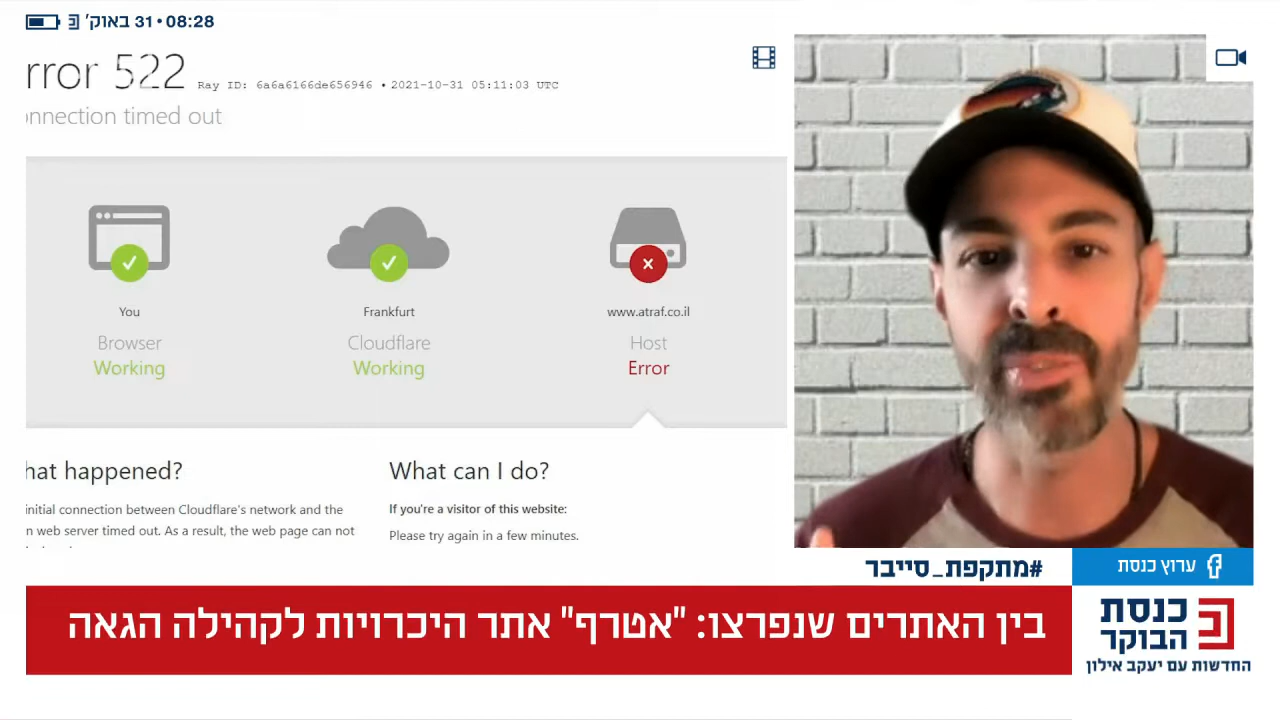 08:28 • 31 באוק'
rror 522 Ray ID: 6a6a6166de656946 • 2021-10-31 05:11:03 UTC
onnection timed out
You
Frankfurt
www.atraf.co.il
Browser
Cloudflare
Host
Working
Working
Error
hat happened?
What can I do?
initial connection between Cloudflare's network and the
n web server timed out. As a result, the web page can not
If you're a visitor of this website:
Please try again in a few minutes.
#מתקפת_סייבר
ערוץ כנסת
בין האתרים שנפרצו: "אטרף" אתר היכרויות לקהילה הגאה
כנסת
הבוקר
החדשות עם יעקב אילון